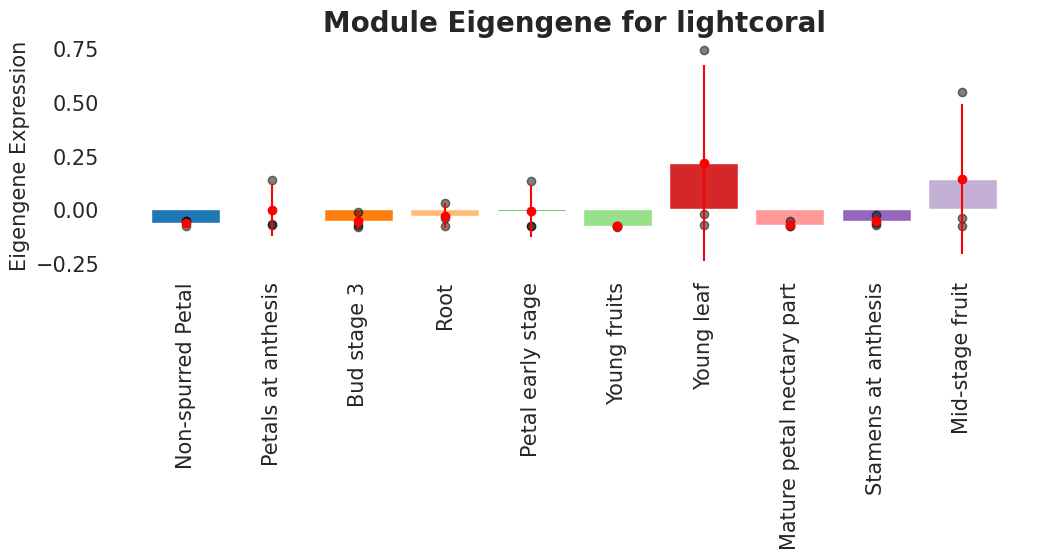 Module Eigengene for lightcoral
Eigengene Expression
0.75
0.50
0.25
0.00
−0.25
Non-spurred Petal
Petals at anthesis
Bud stage 3
Root
Petal early stage
Young fruits
Young leaf
Mature petal nectary part
Stamens at anthesis
Mid-stage fruit